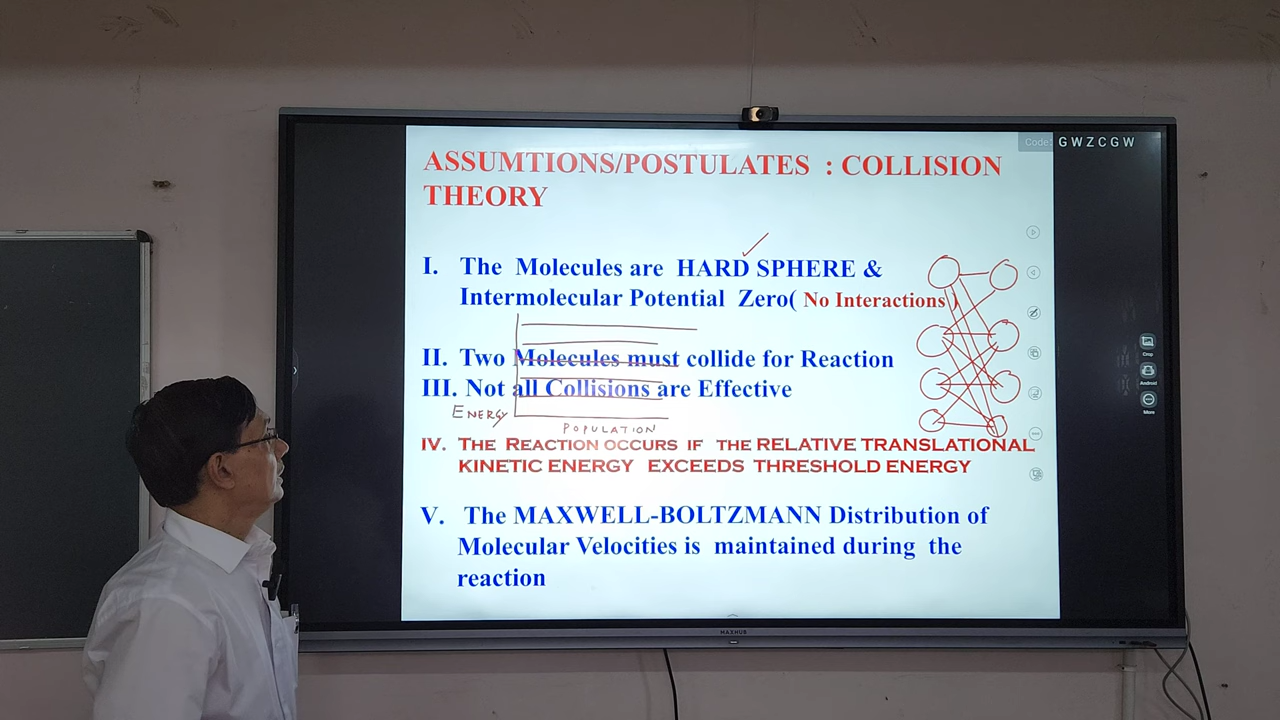 Code: GWZCGW
ASSUMTIONS/POSTULATES : COLLISION
THEORY
I. The Molecules are HARD SPHERE &
Intermolecular Potential Zero( No Interactions)
II. Two Molecules must collide for Reaction
III. Not all Collisions are Effective
ENERGY
POPULATION
IV. THE REACTION OCCURS IF THE RELATIVE TRANSLATIONAL
KINETIC ENERGY EXCEEDS THRESHOLD ENERGY
V. The MAXWELL-BOLTZMANN Distribution of
Molecular Velocities is maintained during the
reaction
Crop
Android
More
MAXHUB